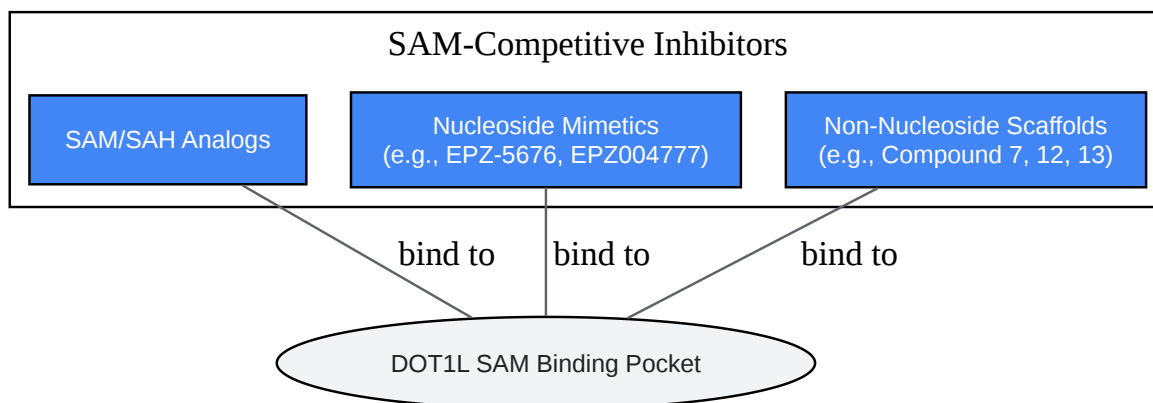 SAM-Competitive Inhibitors
SAM/SAH Analogs
Nucleoside Mimetics
(e.g., EPZ-5676, EPZ004777)
Non-Nucleoside Scaffolds
(e.g., Compound 7, 12, 13)
bind to
bind to
bind to
DOT1L SAM Binding Pocket